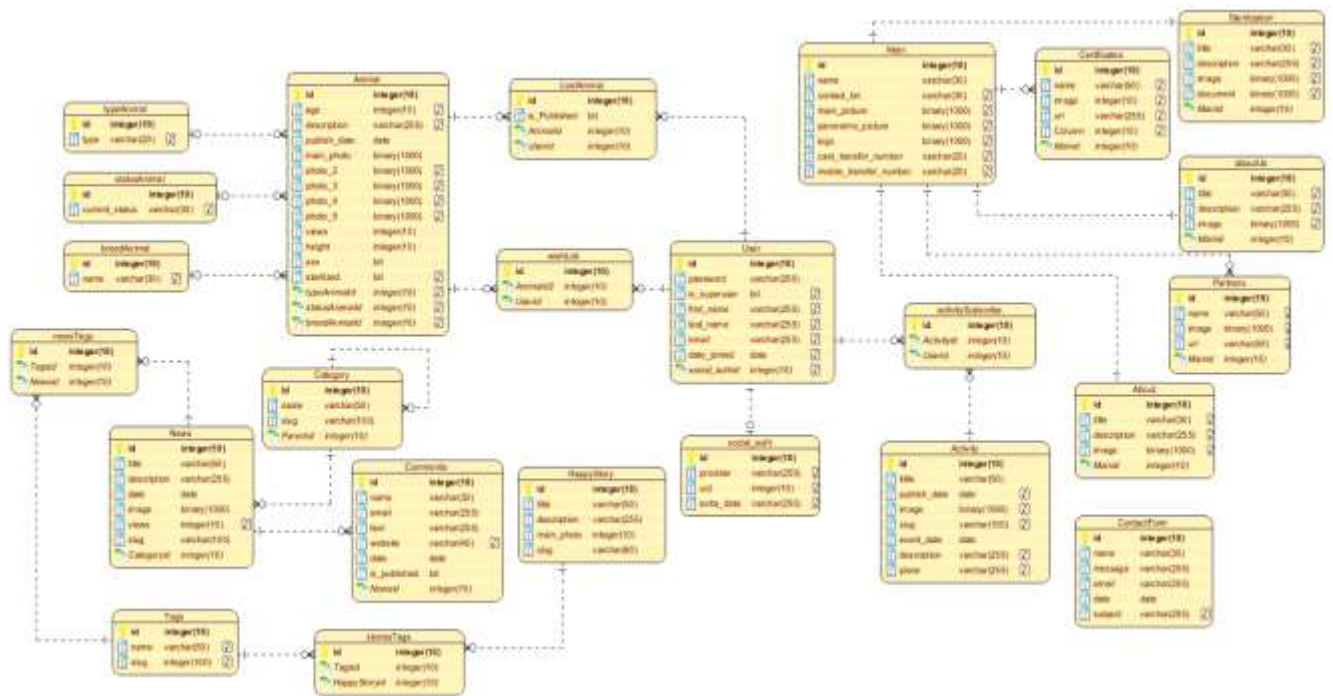 Animal
id integer(10)
age integer(10)
description varchar(255)
publish_date date
main_photo binary(1000)
photo_2 binary(1000)
photo_3 binary(1000)
photo_4 binary(1000)
photo_5 binary(1000)
views integer(10)
height integer(10)
sex bit
sterilized bit
typeAnimalId integer(10)
statusAnimalId integer(10)
breedAnimalId integer(10)
typeAnimal
id integer(10)
type varchar(20)
statusAnimal
id integer(10)
current_status varchar(30)
breedAnimal
id integer(10)
name varchar(30)
LostAnimal
id integer(10)
is_Published bit
AnimalId integer(10)
UserId integer(10)
wishList
id integer(10)
AnimalId integer(10)
UserId integer(10)
User
id integer(10)
password varchar(255)
is_superuser bit
first_name varchar(255)
last_name varchar(255)
email varchar(255)
date_joined date
integer(10)
Main
id integer(10)
name varchar(30)
main_picture binary(1000)
panoramic_picture binary(1000)
logo binary(1000)
card_transfer_number varchar(20)
mobile_transfer_number varchar(20)
Certificates
id integer(10)
name varchar(50)
image integer(10)
url varchar(255)
Column integer(10)
MainId integer(10)
Sterilization
id integer(10)
title varchar(30)
description varchar(255)
image binary(1000)
document binary(1000)
MainId integer(10)
aboutUs
id integer(10)
title varchar(50)
description varchar(255)
image binary(1000)
MainId integer(10)
Partners
id integer(10)
name varchar(50)
image binary(1000)
url varchar(50)
MainId integer(10)
About
id integer(10)
title varchar(30)
description varchar(255)
image binary(1000)
MainId integer(10)
activitySubscribe
id integer(10)
ActivityId integer(10)
UserId integer(10)
Activity
id integer(10)
title varchar(50)
publish_date date
image binary(1000)
slug varchar(100)
event_date date
description varchar(255)
place varchar(255)
ContactForm
id integer(10)
name varchar(30)
message varchar(255)
email varchar(255)
date date
subject varchar(255)
social_auth
id integer(10)
provider varchar(255)
uid integer(10)
extra_data varchar(255)
newsTags
id integer(10)
TagsId integer(10)
NewsId integer(10)
Category
id integer(10)
name varchar(50)
slug varchar(100)
ParentId integer(10)
News
id integer(10)
title varchar(50)
description varchar(255)
date date
image binary(1000)
views integer(10)
slug varchar(100)
CategoryId integer(10)
Comments
id integer(10)
name varchar(30)
email varchar(255)
text varchar(255)
website varchar(40)
date date
is_published bit
NewsId integer(10)
HappyStory
id integer(10)
title varchar(50)
description varchar(255)
main_photo integer(10)
slug varchar(60)
Tags
id integer(10)
name varchar(50)
slug integer(100)
storiesTags
id integer(10)
TagsId integer(10)
HappyStoryId integer(10)